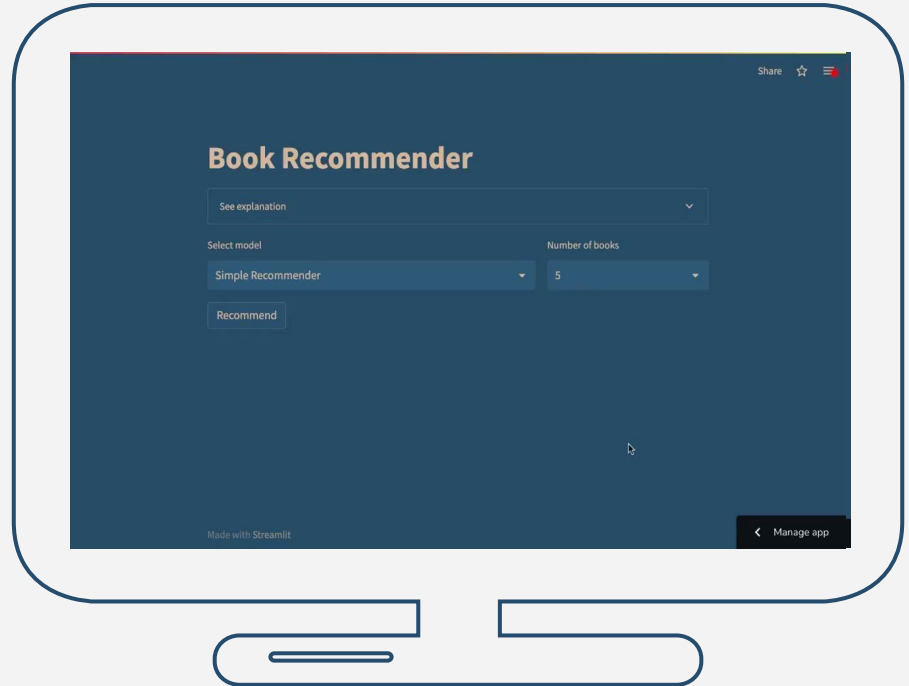 Share
Book Recommender
See explanation
Select model
Number of books
Simple Recommender
5
Recommend
Made with Streamlit
Manage app